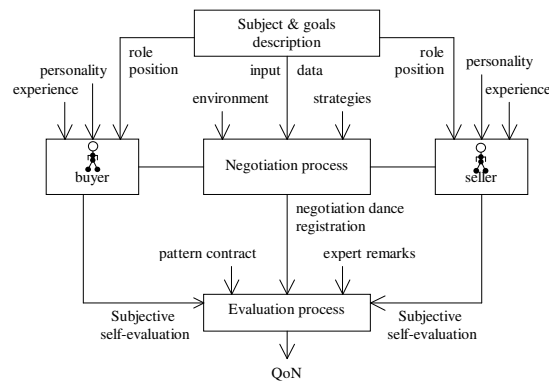 Subject & goals
description
role
position
input data
role
position
personality
experience
environment
strategies
personality
experience
buyer
Negotiation process
seller
negotiation dance
registration
pattern contract
expert remarks
Evaluation process
Subjective
self-evaluation
Subjective
self-evaluation
QoN